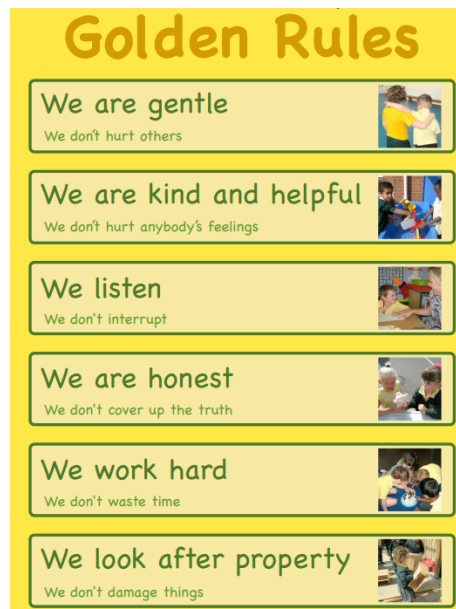 Golden Rules
We are gentle
We don't hurt others
We are kind and helpful
We don't hurt anybody's feelings
We listen
We don't interrupt
We are honest
We don't cover up the truth
We work hard
We don't waste time
We look after property
We don't damage things